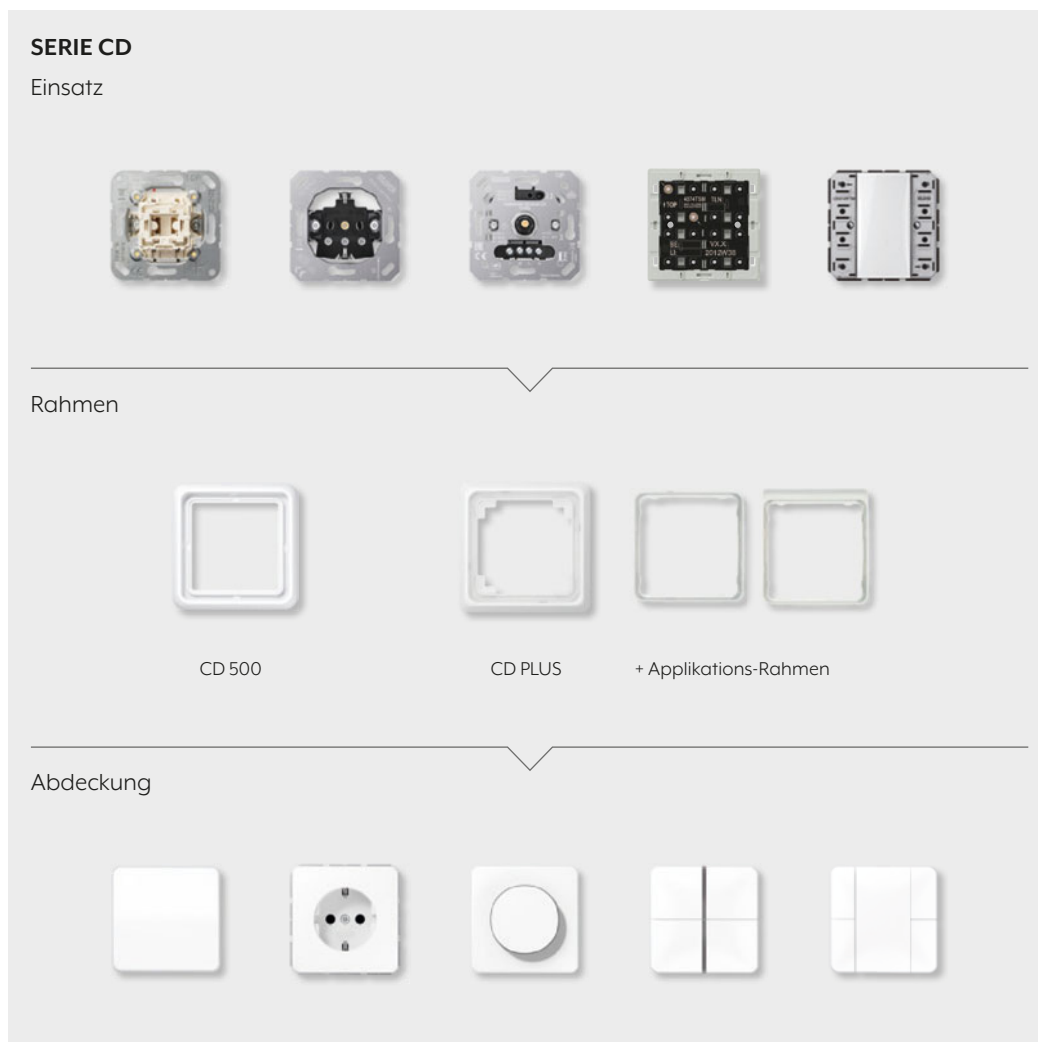 SERIE CD
Einsatz
Rahmen
CD 500
CD PLUS
+ Applikations-Rahmen
Abdeckung